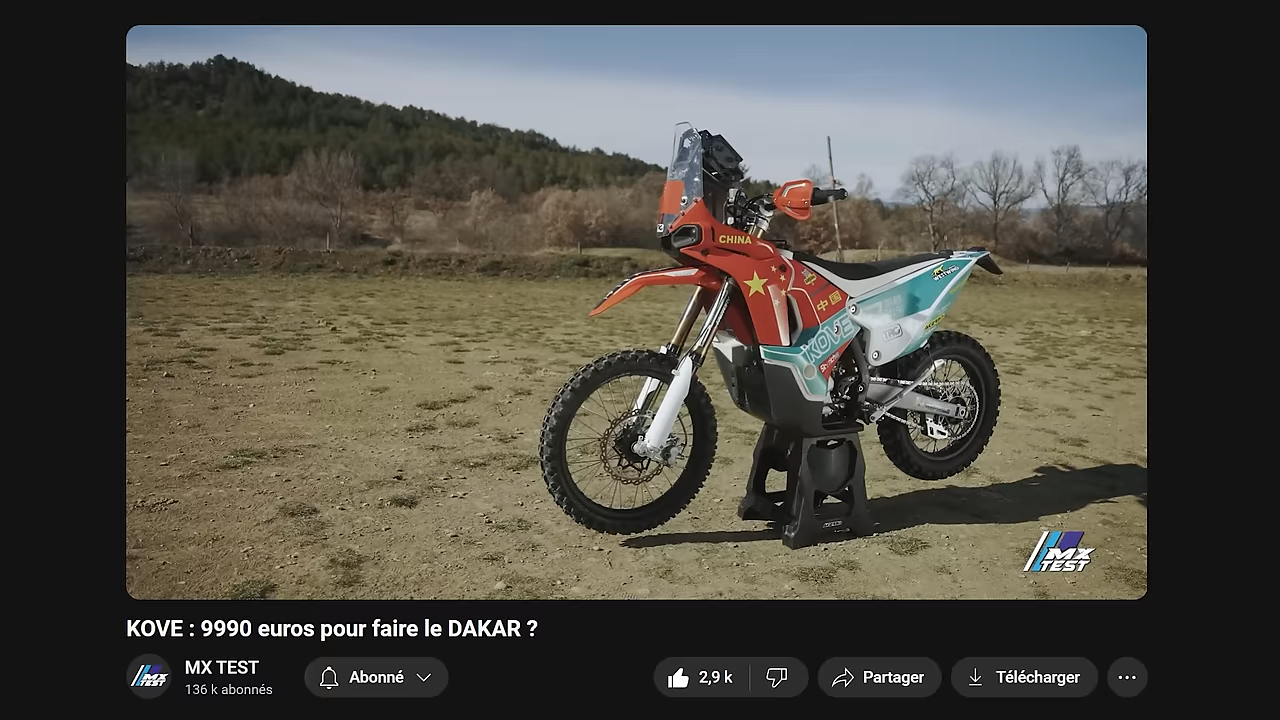 CHINA
中国
KOVE
MX
TEST
KOVE : 9990 euros pour faire le DAKAR ?
MX TEST
136 k abonnés
Abonné
2,9 k
Partager
Télécharger